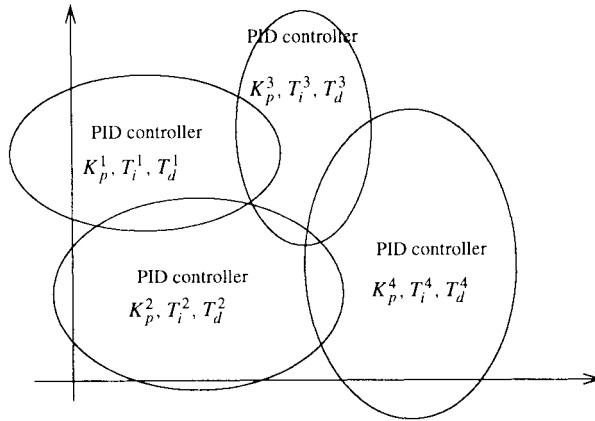 PID controller
K_p^3, T_i^3, T_d^3
PID controller
K_p^1, T_i^1, T_d^1
PID controller
K_p^4, T_i^4, T_d^4
PID controller
K_p^2, T_i^2, T_d^2